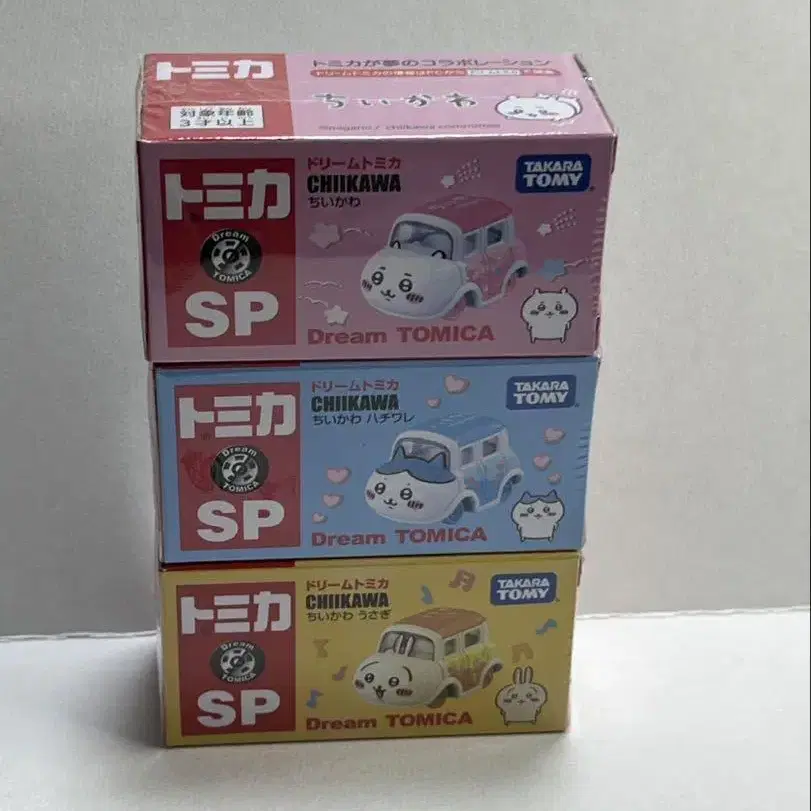 トミカ
トミカが夢のコラボレーション
対象年齢
3才以上
ちいかわ
©nagano / chiikawa committee
トミカ
Dream
TOMICA
SP
ドリームトミカ
CHIIKAWA
ちいかわ
TAKARA
TOMY
Dream TOMICA
トミカ
Dream
TOMICA
SP
ドリームトミカ
CHIIKAWA
ちいかわ ハチワレ
TAKARA
TOMY
Dream TOMICA
トミカ
Dream
TOMICA
SP
ドリームトミカ
CHIIKAWA
ちいかわ うさぎ
TAKARA
TOMY
Dream TOMICA